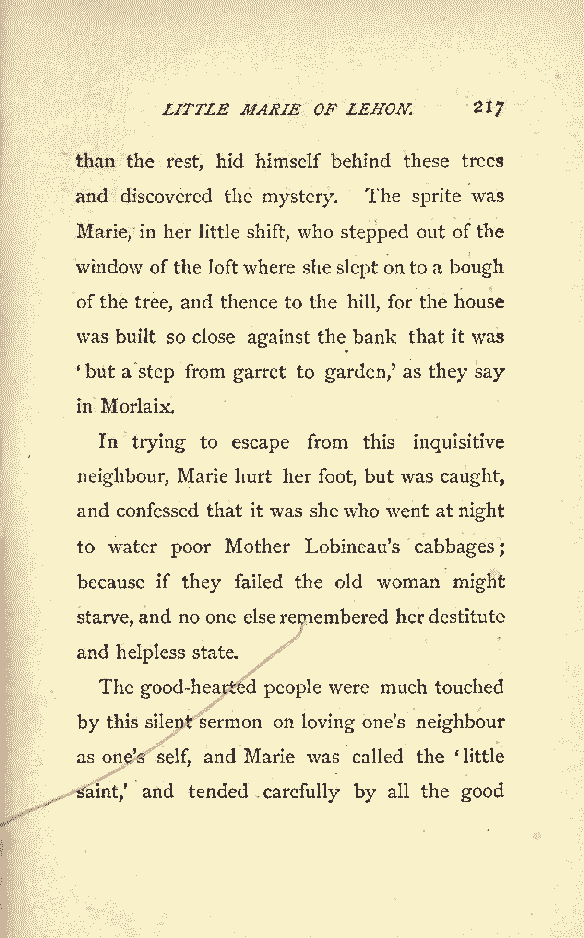 LITTLE MARIE OF LEHON. 217
than the rest, hid himself behind these trees
and discovered the mystery. The sprite was
Marie, in her little shift, who stepped out of the
window of the loft where she slept on to a bough
of the tree, and thence to the hill, for the house
was built so close against the bank that it was
‘but a step from garret to garden,’ as they say
in Morlaix.
In trying to escape from this inquisitive
neighbour, Marie hurt her foot, but was caught,
and confessed that it was she who went at night
to water poor Mother Lobineau’s cabbages;
because if they failed the old woman might
starve, and no one else remembered her destitute
and helpless state.
The good-hearted people were much touched
by this silent sermon on loving one’s neighbour
as one’s self, and Marie was called the ‘little
saint,’ and tended carefully by all the good